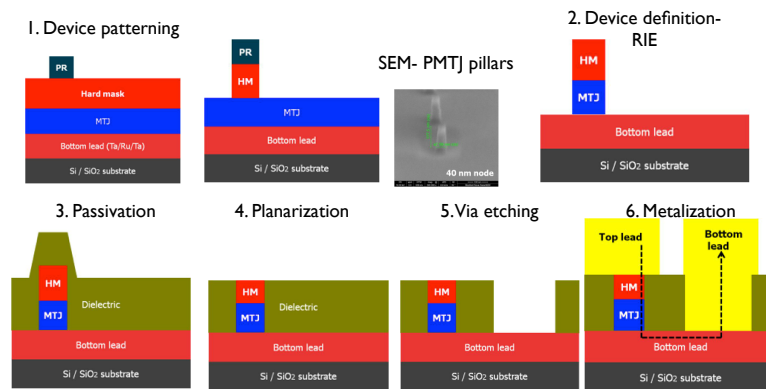 1. Device patterning
PR
Hard mask
MTJ
Bottom lead (Ta/Ru/Ta)
Si / SiO₂ substrate
PR
HM
MTJ
Bottom lead
Si / SiO₂ substrate
SEM- PMTJ pillars
40 nm node
2. Device definition-
RIE
HM
MTJ
Bottom lead
Si / SiO₂ substrate
3. Passivation
HM
MTJ
Dielectric
Bottom lead
Si / SiO₂ substrate
4. Planarization
HM
MTJ
Dielectric
Bottom lead
Si / SiO₂ substrate
5. Via etching
HM
MTJ
Bottom lead
Si / SiO₂ substrate
6. Metalization
Top lead
Bottom
lead
HM
MTJ
Bottom lead
Si / SiO₂ substrate